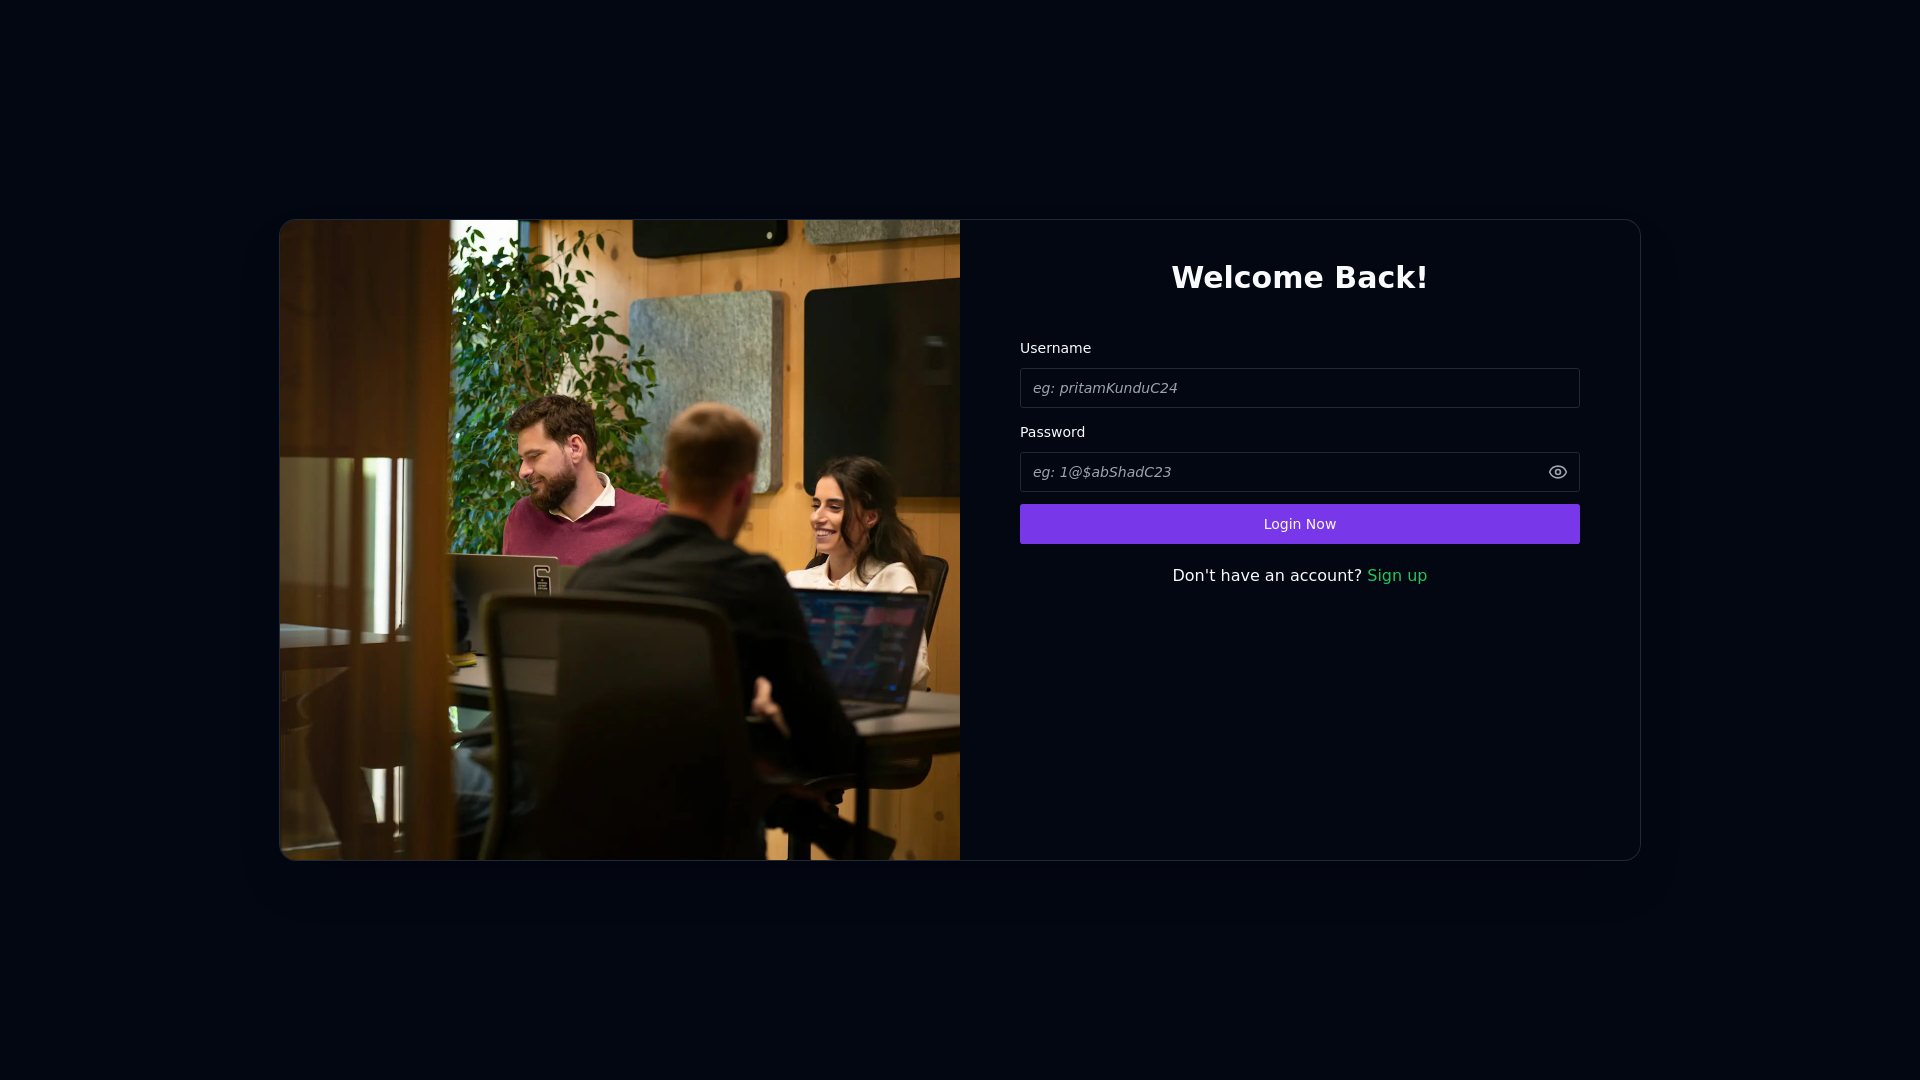 Welcome Back!
Username
eg: pritamKunduC24
Password
eg: 1@$abShadC23
Login Now
Don't have an account? Sign up